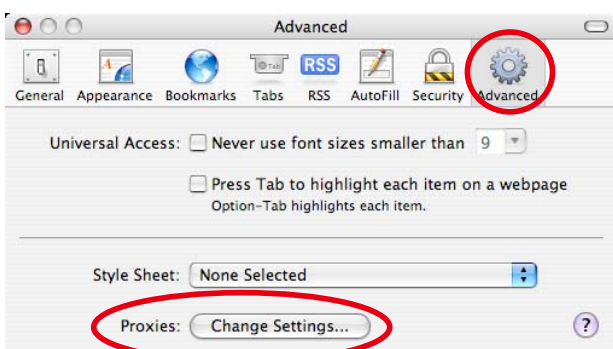 Advanced
General Appearance Bookmarks Tabs RSS AutoFill Security Advanced
Tab
RSS
Universal Access: Never use font sizes smaller than 9
Press Tab to highlight each item on a webpage
Option-Tab highlights each item.
Style Sheet: None Selected
Proxies: Change Settings... ?